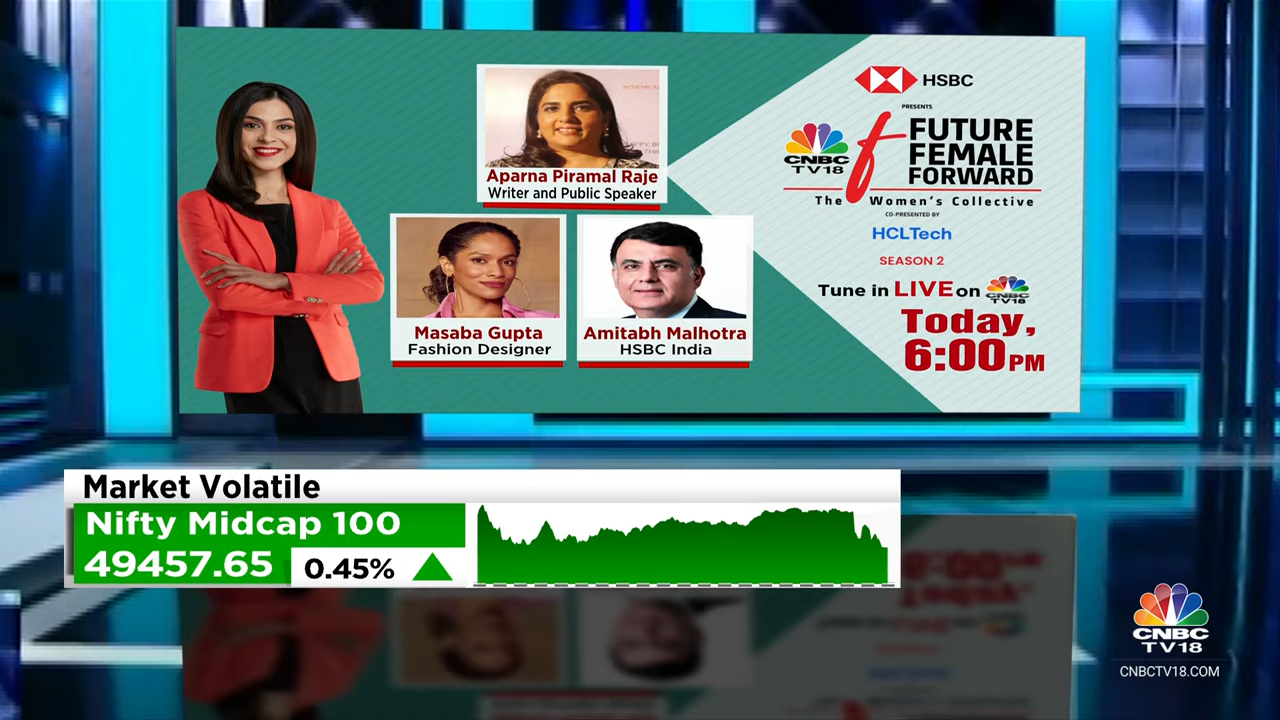 Aparna Piramal Raje
Writer and Public Speaker
Masaba Gupta
Fashion Designer
Amitabh Malhotra
HSBC India
HSBC
PRESENTS
CNBC
TV18
f FUTURE
FEMALE
FORWARD
The Women's Collective
CO-PRESENTED BY
HCLTech
SEASON 2
Tune in LIVE on CNBC TV18
Today,
6:00 PM
Market Volatile
Nifty Midcap 100
49457.65 0.45%
CNBC
TV18
CNBCTV18.COM